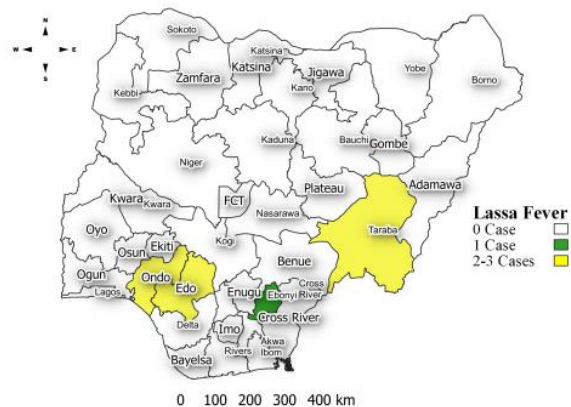 N
W E
S
Sokoto
Katsina
Katsina
Zamfara
Jigawa
Yobe
Borno
Kebbi
Kano
Kaduna
Bauchi
Gombe
Niger
Adamawa
Plateau
Kwara
Kwara
FCT
Nasarawa
Taraba
Oyo
Kogi
Ekiti
Osun
Benue
Ogun
Ondo
Edo
Lagos
Enugu
Ebonyi
Cross
River
Cross River
Delta
Imo
Akwa
Ibom
Rivers
Bayelsa
Lassa Fever
0 Case
1 Case
2-3 Cases
0 100 200 300 400 km